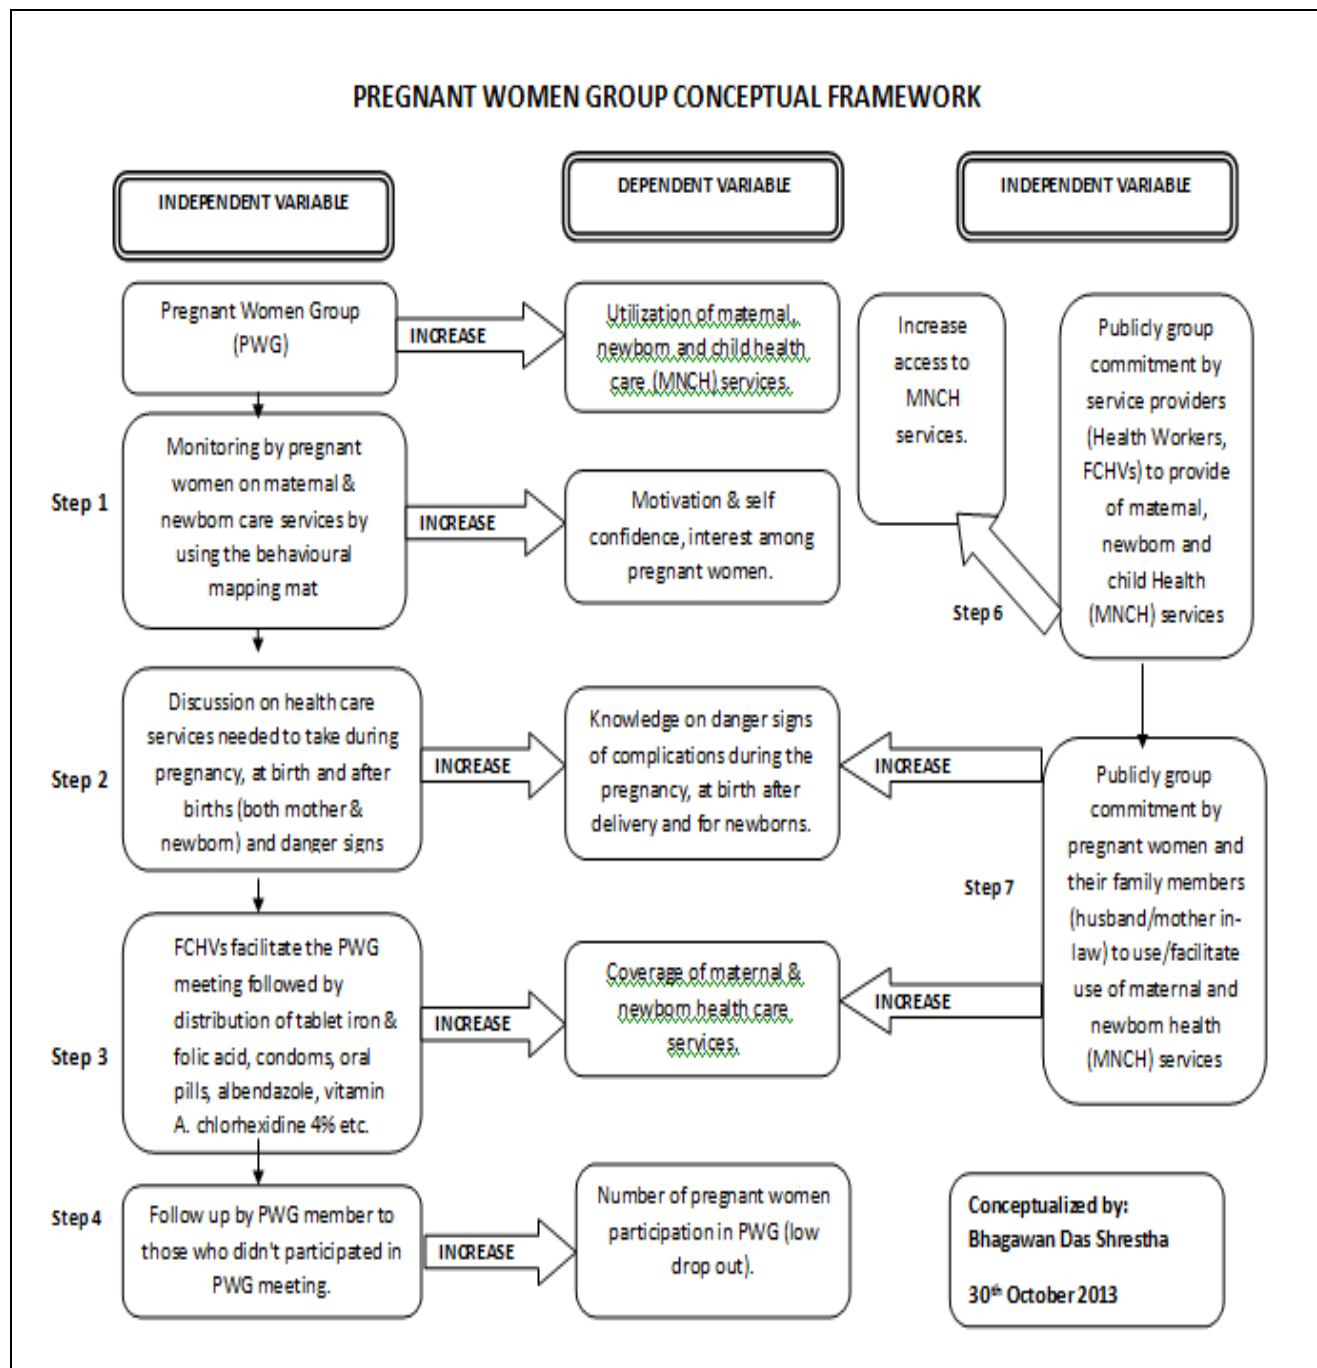 PREGNANT WOMEN GROUP CONCEPTUAL FRAMEWORK
INDEPENDENT VARIABLE
DEPENDENT VARIABLE
INDEPENDENT VARIABLE
Pregnant Women Group
(PWG)
INCREASE
Utilization of maternal,
newborn and child health
care (MNCH) services.
Increase
access to
MNCH
services.
Publicly group
commitment by
service providers
(Health Workers,
FCHVs) to provide
of maternal,
newborn and
child Health
(MNCH) services
Step 6
Step 1
Monitoring by pregnant
women on maternal &
newborn care services by
using the behavioural
mapping mat
INCREASE
Motivation & self
confidence, interest among
pregnant women.
Step 2
Discussion on health care
services needed to take during
pregnancy, at birth and after
births (both mother &
newborn) and danger signs
INCREASE
Knowledge on danger signs
of complications during the
pregnancy, at birth after
delivery and for newborns.
INCREASE
Step 7
Publicly group
commitment by
pregnant women and
their family members
(husband/mother in-
law) to use/facilitate
use of maternal and
newborn health
(MNCH) services
Step 3
FCHVs facilitate the PWG
meeting followed by
distribution of tablet iron &
folic acid, condoms, oral
pills, albendazole, vitamin
A. chlorhexidine 4% etc.
INCREASE
Coverage of maternal &
newborn health care
services.
INCREASE
Step 4
Follow up by PWG member to
those who didn't participated in
PWG meeting.
INCREASE
Number of pregnant women
participation in PWG (low
drop out).
Conceptualized by:
Bhagawan Das Shrestha
30th October 2013